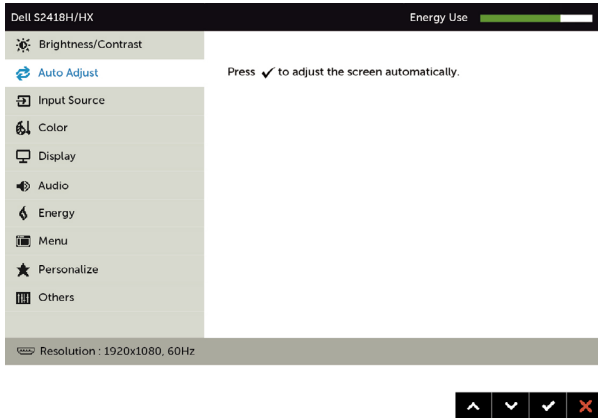 Dell S2418H/HX
Energy Use
Brightness/Contrast
Auto Adjust
Press ✓ to adjust the screen automatically.
Input Source
Color
Display
Audio
Energy
Menu
Personalize
Others
Resolution : 1920x1080, 60Hz